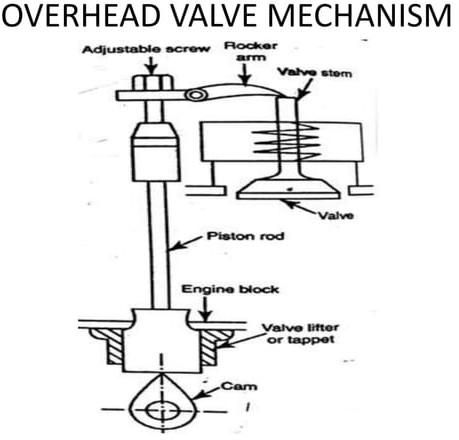 OVERHEAD VALVE MECHANISM
Adjustable screw
Rocker
arm
Valve stem
Valve
Piston rod
Engine block
Valve lifter
or tappet
Cam